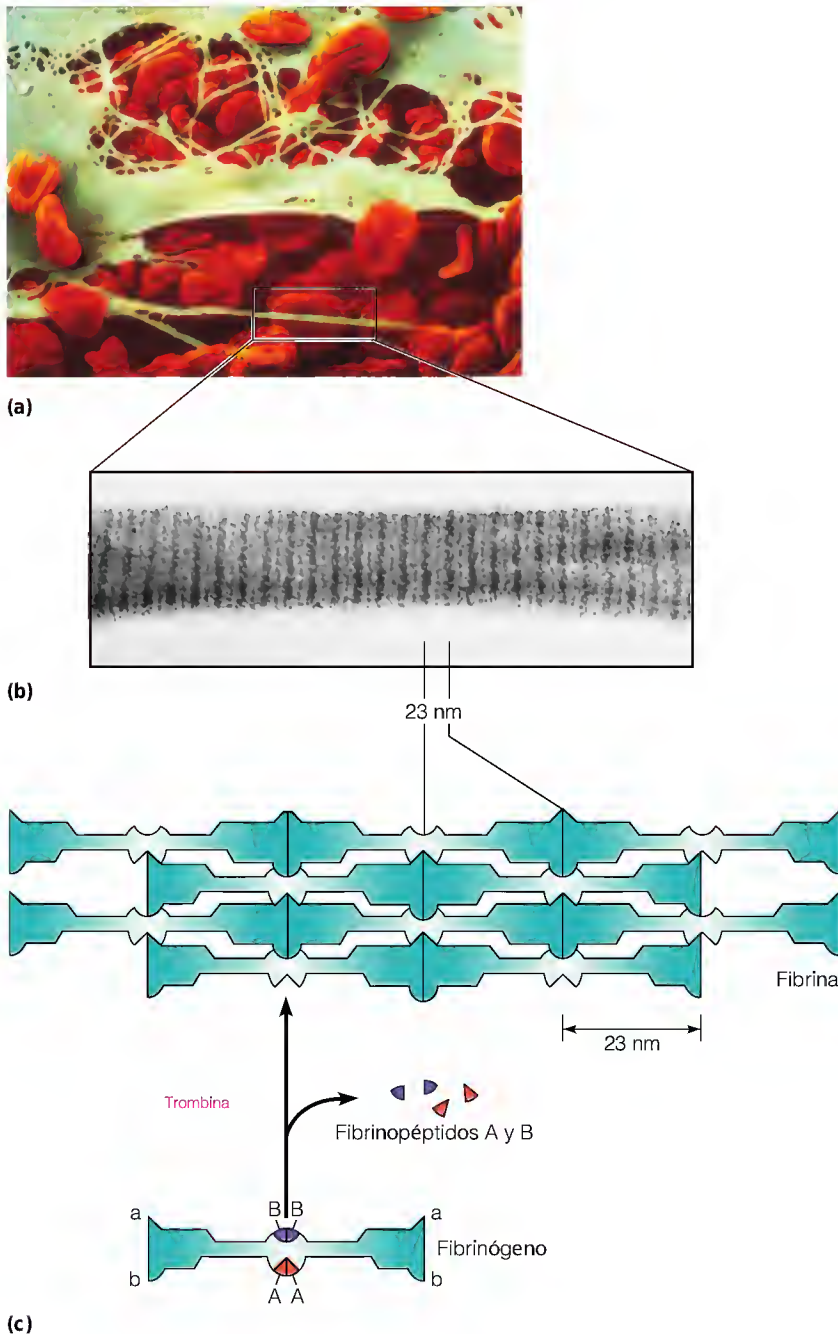 (a)
(b)
23 nm
Fibrina
23 nm
Trombina
Fibrinopéptidos A y B
B B
a a
Fibrinógeno
b b
A A
(c)